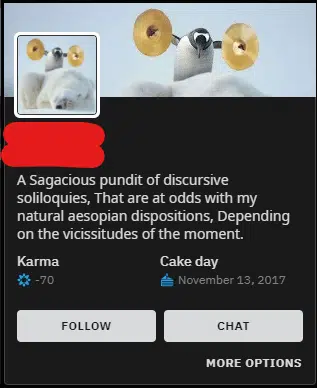 A Sagacious pundit of discursive
soliloquies, That are at odds with my
natural aesopian dispositions, Depending
on the vicissitudes of the moment.
Karma Cake day
-70 November 13, 2017
FOLLOW CHAT
MORE OPTIONS